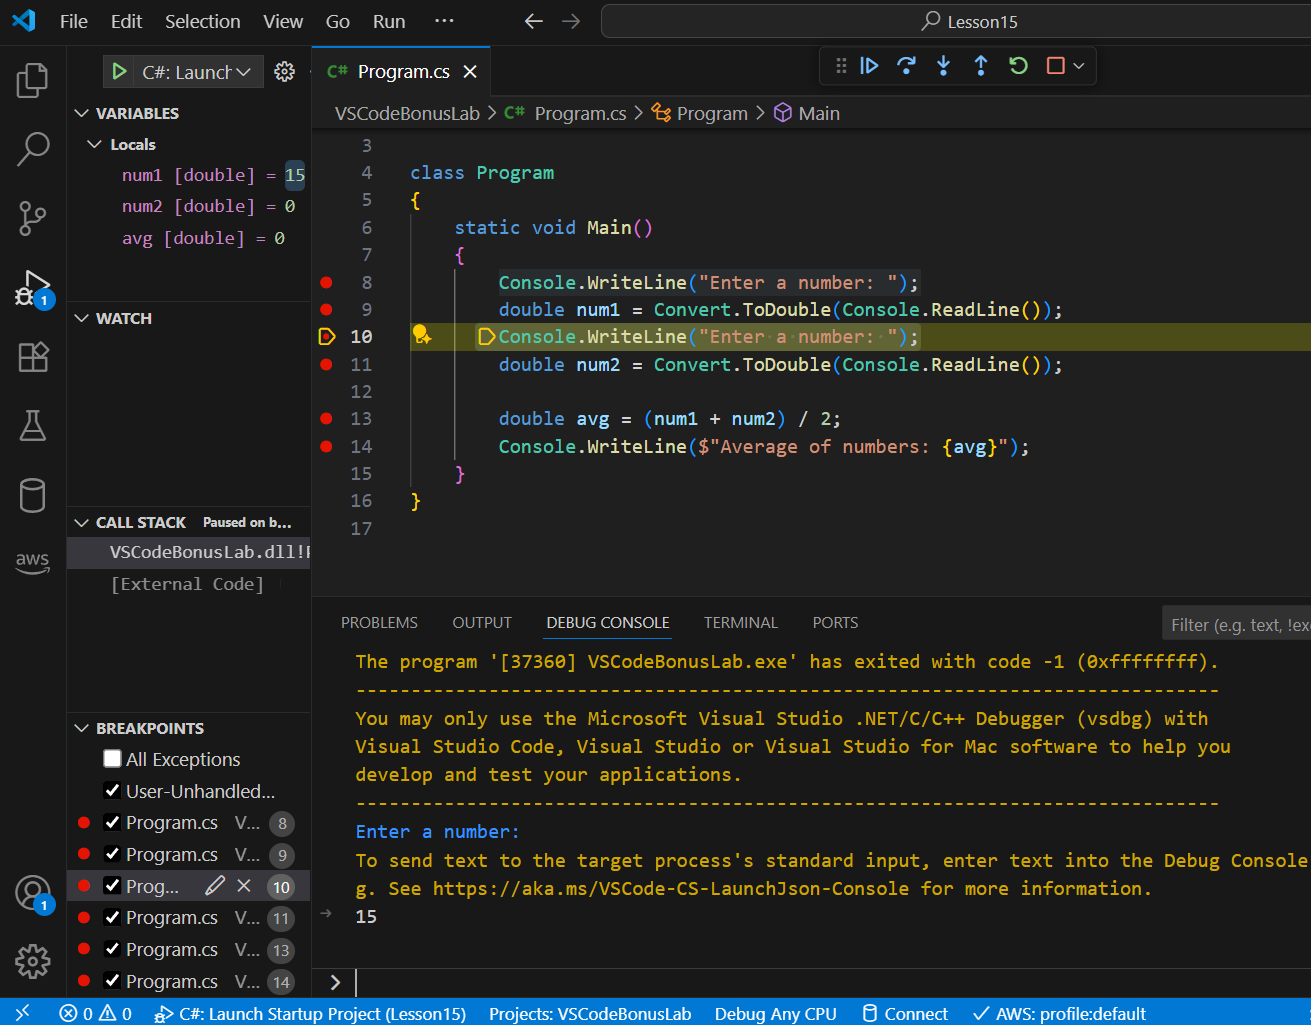 File Edit Selection View Go Run ··· Lesson15
C#: Launch
C# Program.cs
VSCodeBonusLab > C# Program.cs > Program > Main
VARIABLES
Locals
num1 [double] = 15
num2 [double] = 0
avg [double] = 0
WATCH
CALL STACK Paused on b...
VSCodeBonusLab.dll!
[External Code]
BREAKPOINTS
All Exceptions
User-Unhandled...
Program.cs V... 8
Program.cs V... 9
Prog... 10
Program.cs V... 11
Program.cs V... 13
Program.cs V... 14
1
aws
1
3
4 class Program
5 {
6 static void Main()
7 {
8 Console.WriteLine("Enter a number: ");
9 double num1 = Convert.ToDouble(Console.ReadLine());
10 Console.WriteLine("Enter a number: ");
11 double num2 = Convert.ToDouble(Console.ReadLine());
12
13 double avg = (num1 + num2) / 2;
14 Console.WriteLine($"Average of numbers: {avg}");
15 }
16 }
17
PROBLEMS OUTPUT DEBUG CONSOLE TERMINAL PORTS Filter (e.g. text, !exc
The program '[37360] VSCodeBonusLab.exe' has exited with code -1 (0xffffffff).
------------------------------------------------------------------------------
You may only use the Microsoft Visual Studio .NET/C/C++ Debugger (vsdbg) with
Visual Studio Code, Visual Studio or Visual Studio for Mac software to help you
develop and test your applications.
------------------------------------------------------------------------------
Enter a number:
To send text to the target process's standard input, enter text into the Debug Console
g. See https://aka.ms/VSCode-CS-LaunchJson-Console for more information.
15
>
0 0 C#: Launch Startup Project (Lesson15) Projects: VSCodeBonusLab Debug Any CPU Connect AWS: profile:default